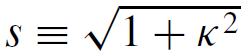 s ≡ √1 + κ²